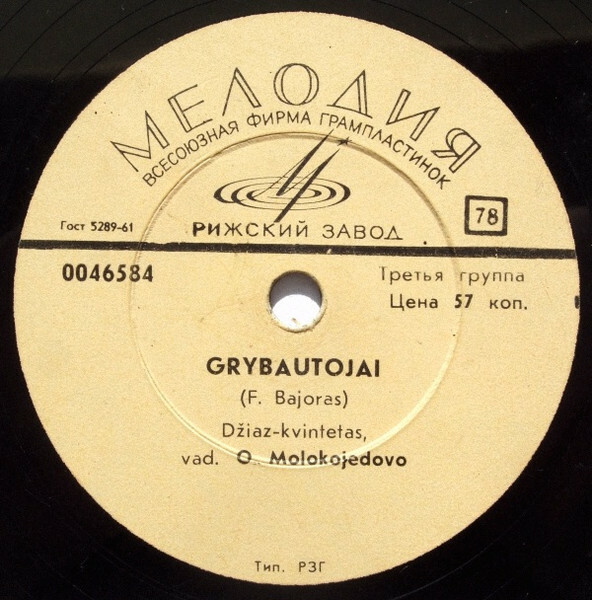 МЕЛОДИЯ
ВСЕСОЮЗНАЯ ФИРМА ГРАМПЛАСТИНОК
РИЖСКИЙ ЗАВОД
78
Гост 5289-61
0046584
Третья группа
Цена 57 коп.
GRYBAUTOJAI
(F. Bajoras)
Džiaz-kvintetas,
vad. O. Molokojedovo
Тип. РЗГ